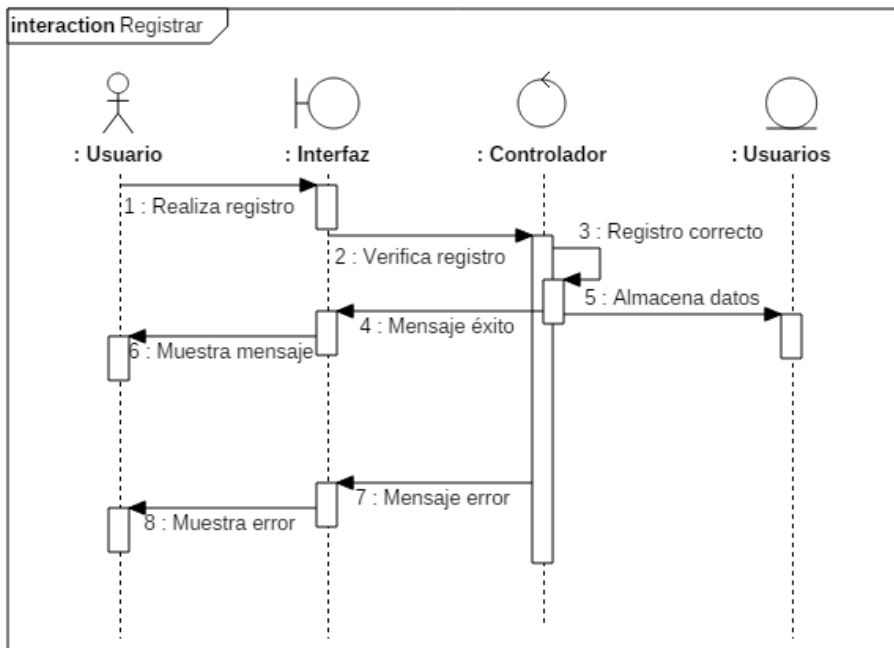 interaction Registrar
: Usuario
: Interfaz
: Controlador
: Usuarios
1 : Realiza registro
2 : Verifica registro
3 : Registro correcto
5 : Almacena datos
4 : Mensaje éxito
6 : Muestra mensaje
7 : Mensaje error
8 : Muestra error